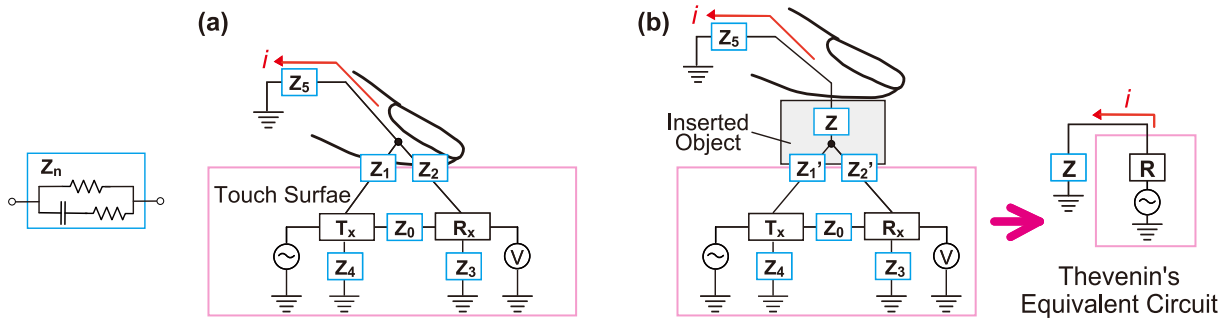 Zn
(a)
i
Z5
Z1
Z2
Touch Surfae
Tx
Z0
Rx
Z4
Z3
V
(b)
i
Z5
Inserted
Object
Z
Z1'
Z2'
Tx
Z0
Rx
Z4
Z3
V
i
Z
R
Thevenin's
Equivalent Circuit